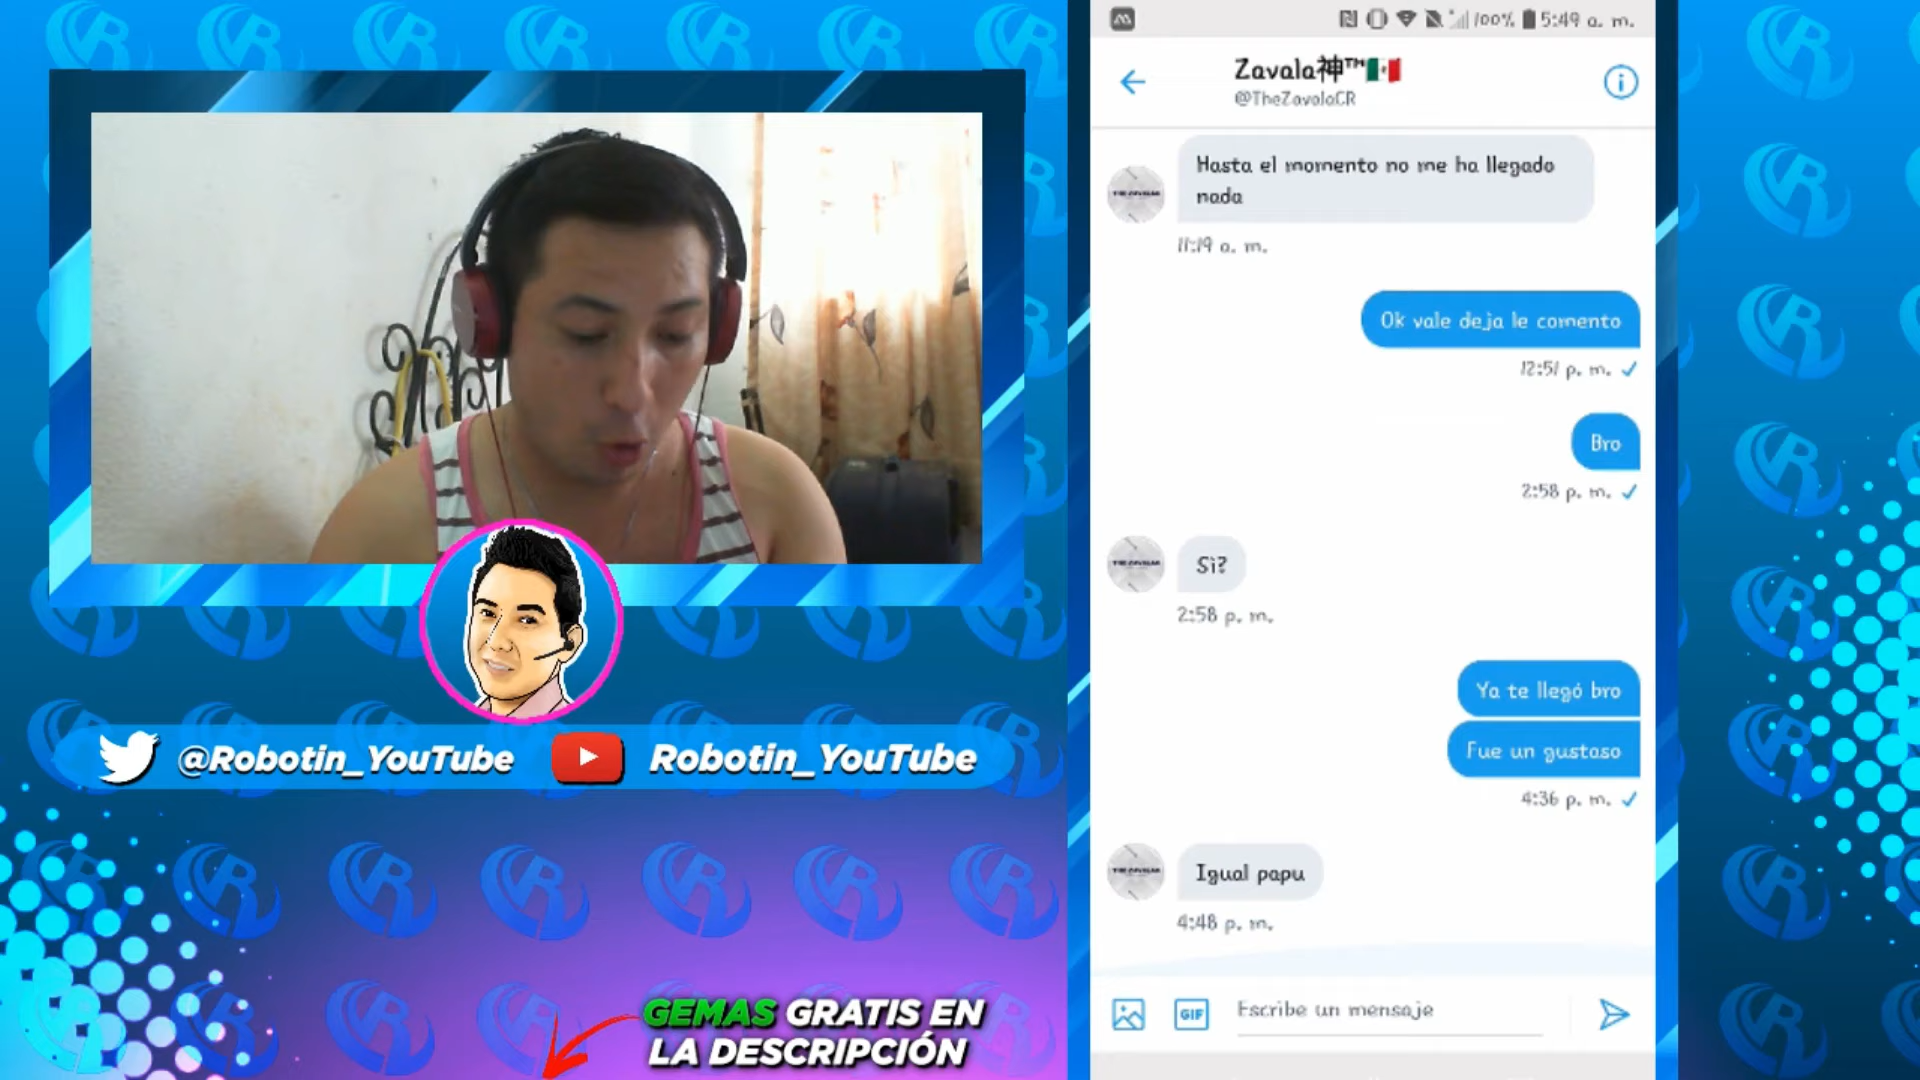 5:49 a. m.
100%
Zavala神™
@TheZavalaCR
Hasta el momento no me ha llegado
nada
11:19 a. m.
Ok vale deja le comento
12:51 p. m.
Bro
2:58 p. m.
Sì?
2:58 p. m.
Ya te llegó bro
Fue un gustaso
4:36 p. m.
Igual papu
4:48 p. m.
GIF
Escribe un mensaje
@Robotin_YouTube
Robotin_YouTube
GEMAS GRATIS EN
LA DESCRIPCIÓN